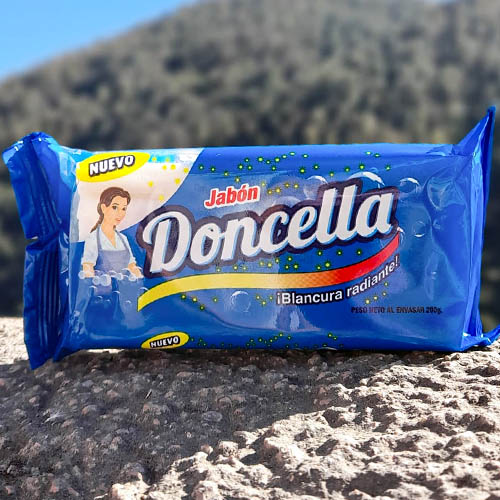 NUEVO
Jabón
Doncella
¡Blancura radiante!
PESO NETO AL ENVASAR 200g.
NUEVO